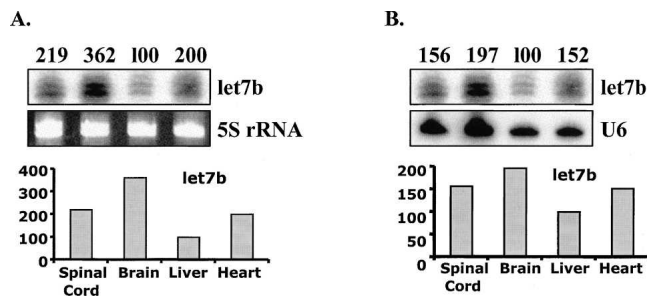 A.
219 362 l00 200
let7b
5S rRNA
let7b
400
300
200
100
0
Spinal Cord Brain Liver Heart
B.
156 197 l00 152
let7b
U6
let7b
200
150
100
50
0
Spinal Cord Brain Liver Heart